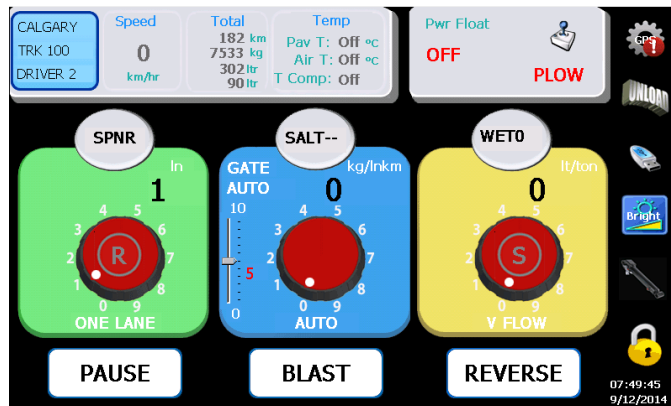 CALGARY
TRK 100
DRIVER 2
Speed
0
km/hr
Total
182 km
7533 kg
302 ltr
90 ltr
Temp
Pav T: Off ºc
Air T: Off ºc
T Comp: Off
Pwr Float
OFF
PLOW
GPS
UNLOAD
Bright
SPNR
ln
1
0 1 2 3 4 5 6 7 8 9
R
ONE LANE
SALT--
GATE
AUTO
kg/lnkm
0
10
5
0
0 1 2 3 4 5 6 7 8 9
AUTO
WET0
lt/ton
0
0 1 2 3 4 5 6 7 8 9
S
V FLOW
PAUSE
BLAST
REVERSE
07:49:45
9/12/2014